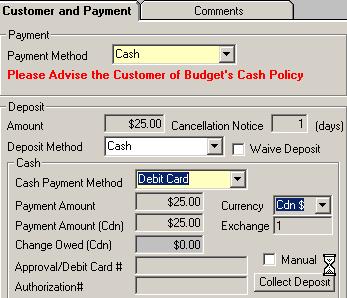 Customer and Payment Comments
Payment
Payment Method Cash
Please Advise the Customer of Budget's Cash Policy
Deposit
Amount $25.00 Cancellation Notice 1 (days)
Deposit Method Cash Waive Deposit
Cash
Cash Payment Method Debit Card
Payment Amount $25.00 Currency Cdn $
Payment Amount (Cdn) $25.00 Exchange 1
Change Owed (Cdn) $0.00
Approval/Debit Card # Manual
Authorization# Collect Deposit